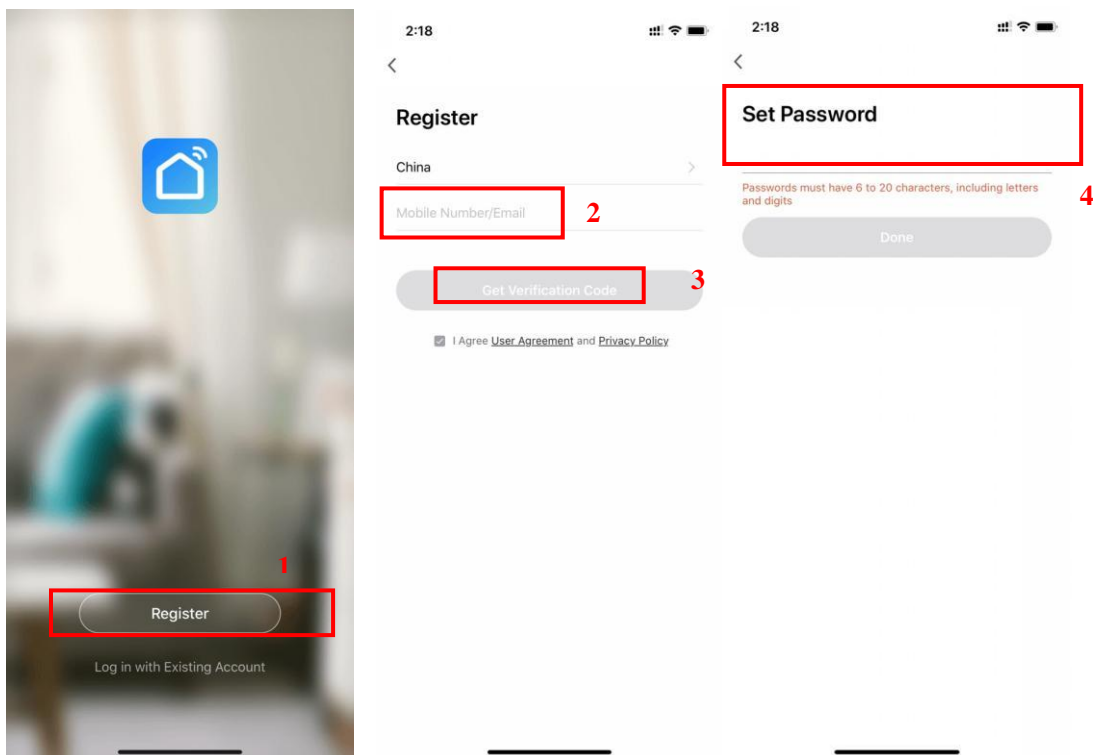 1
Register
Log in with Existing Account
2:18
Register
China
Mobile Number/Email
2
Get Verification Code
3
I Agree User Agreement and Privacy Policy
2:18
Set Password
Passwords must have 6 to 20 characters, including letters
and digits
4
Done